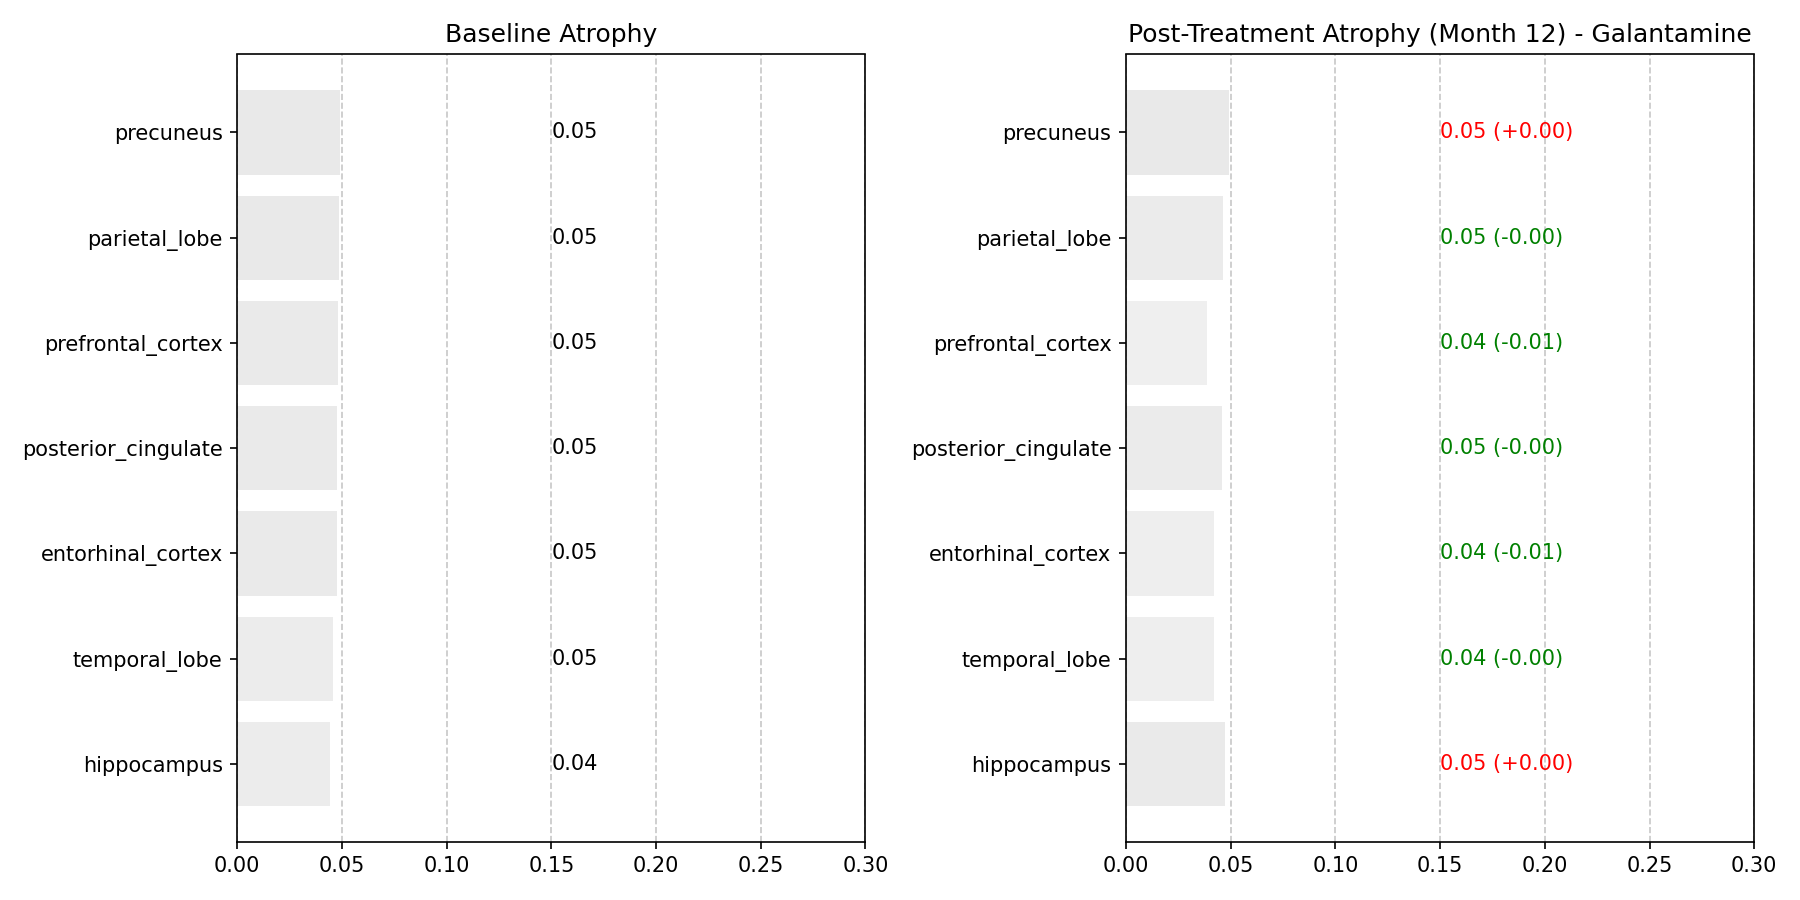 Baseline Atrophy
precuneus 0.05
parietal_lobe 0.05
prefrontal_cortex 0.05
posterior_cingulate 0.05
entorhinal_cortex 0.05
temporal_lobe 0.05
hippocampus 0.04
0.00 0.05 0.10 0.15 0.20 0.25 0.30
Post-Treatment Atrophy (Month 12) - Galantamine
precuneus 0.05 (+0.00)
parietal_lobe 0.05 (-0.00)
prefrontal_cortex 0.04 (-0.01)
posterior_cingulate 0.05 (-0.00)
entorhinal_cortex 0.04 (-0.01)
temporal_lobe 0.04 (-0.00)
hippocampus 0.05 (+0.00)
0.00 0.05 0.10 0.15 0.20 0.25 0.30